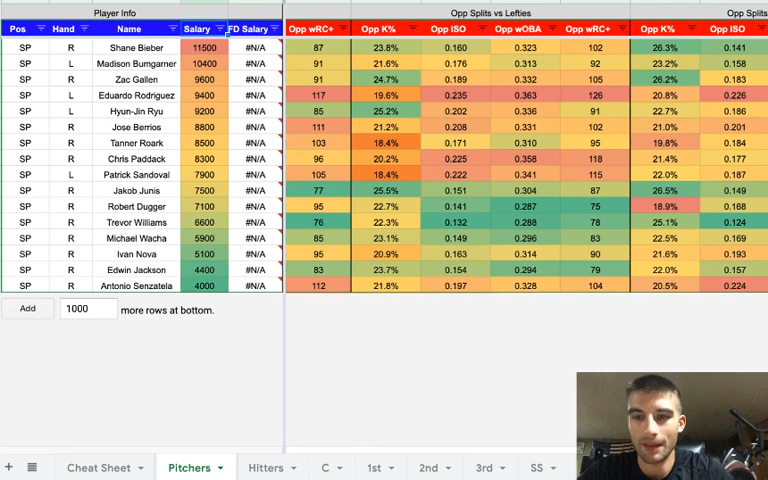 Player Info Opp Splits vs Lefties Opp Splits
Pos Hand Name Salary FD Salary Opp wRC+ Opp K% Opp ISO Opp wOBA Opp wRC+ Opp K% Opp ISO
SP R Shane Bieber 11500 #N/A 87 23.8% 0.160 0.323 102 26.3% 0.141
SP L Madison Bumgarner 10400 #N/A 91 21.6% 0.176 0.313 92 23.2% 0.158
SP R Zac Gallen 9600 #N/A 91 24.7% 0.189 0.332 105 26.2% 0.183
SP L Eduardo Rodriguez 9400 #N/A 117 19.6% 0.235 0.363 126 20.8% 0.226
SP L Hyun-Jin Ryu 9200 #N/A 85 25.2% 0.202 0.336 91 22.7% 0.186
SP R Jose Berrios 8800 #N/A 111 21.2% 0.208 0.331 102 21.0% 0.201
SP R Tanner Roark 8500 #N/A 103 18.4% 0.171 0.310 95 19.8% 0.184
SP R Chris Paddack 8300 #N/A 96 20.2% 0.225 0.358 118 21.4% 0.177
SP L Patrick Sandoval 7900 #N/A 105 18.4% 0.222 0.341 115 22.0% 0.187
SP R Jakob Junis 7500 #N/A 77 25.5% 0.151 0.304 87 26.5% 0.149
SP R Robert Dugger 7100 #N/A 95 22.7% 0.141 0.287 75 18.9% 0.168
SP R Trevor Williams 6600 #N/A 76 22.3% 0.132 0.288 78 25.1% 0.124
SP R Michael Wacha 5900 #N/A 85 23.1% 0.149 0.296 83 22.5% 0.169
SP R Ivan Nova 5100 #N/A 95 20.9% 0.163 0.314 90 21.6% 0.193
SP R Edwin Jackson 4400 #N/A 83 23.7% 0.154 0.294 79 22.0% 0.157
SP R Antonio Senzatela 4000 #N/A 112 21.8% 0.197 0.328 104 20.5% 0.224
Add 1000 more rows at bottom.
Cheat Sheet Pitchers Hitters C 1st 2nd 3rd SS